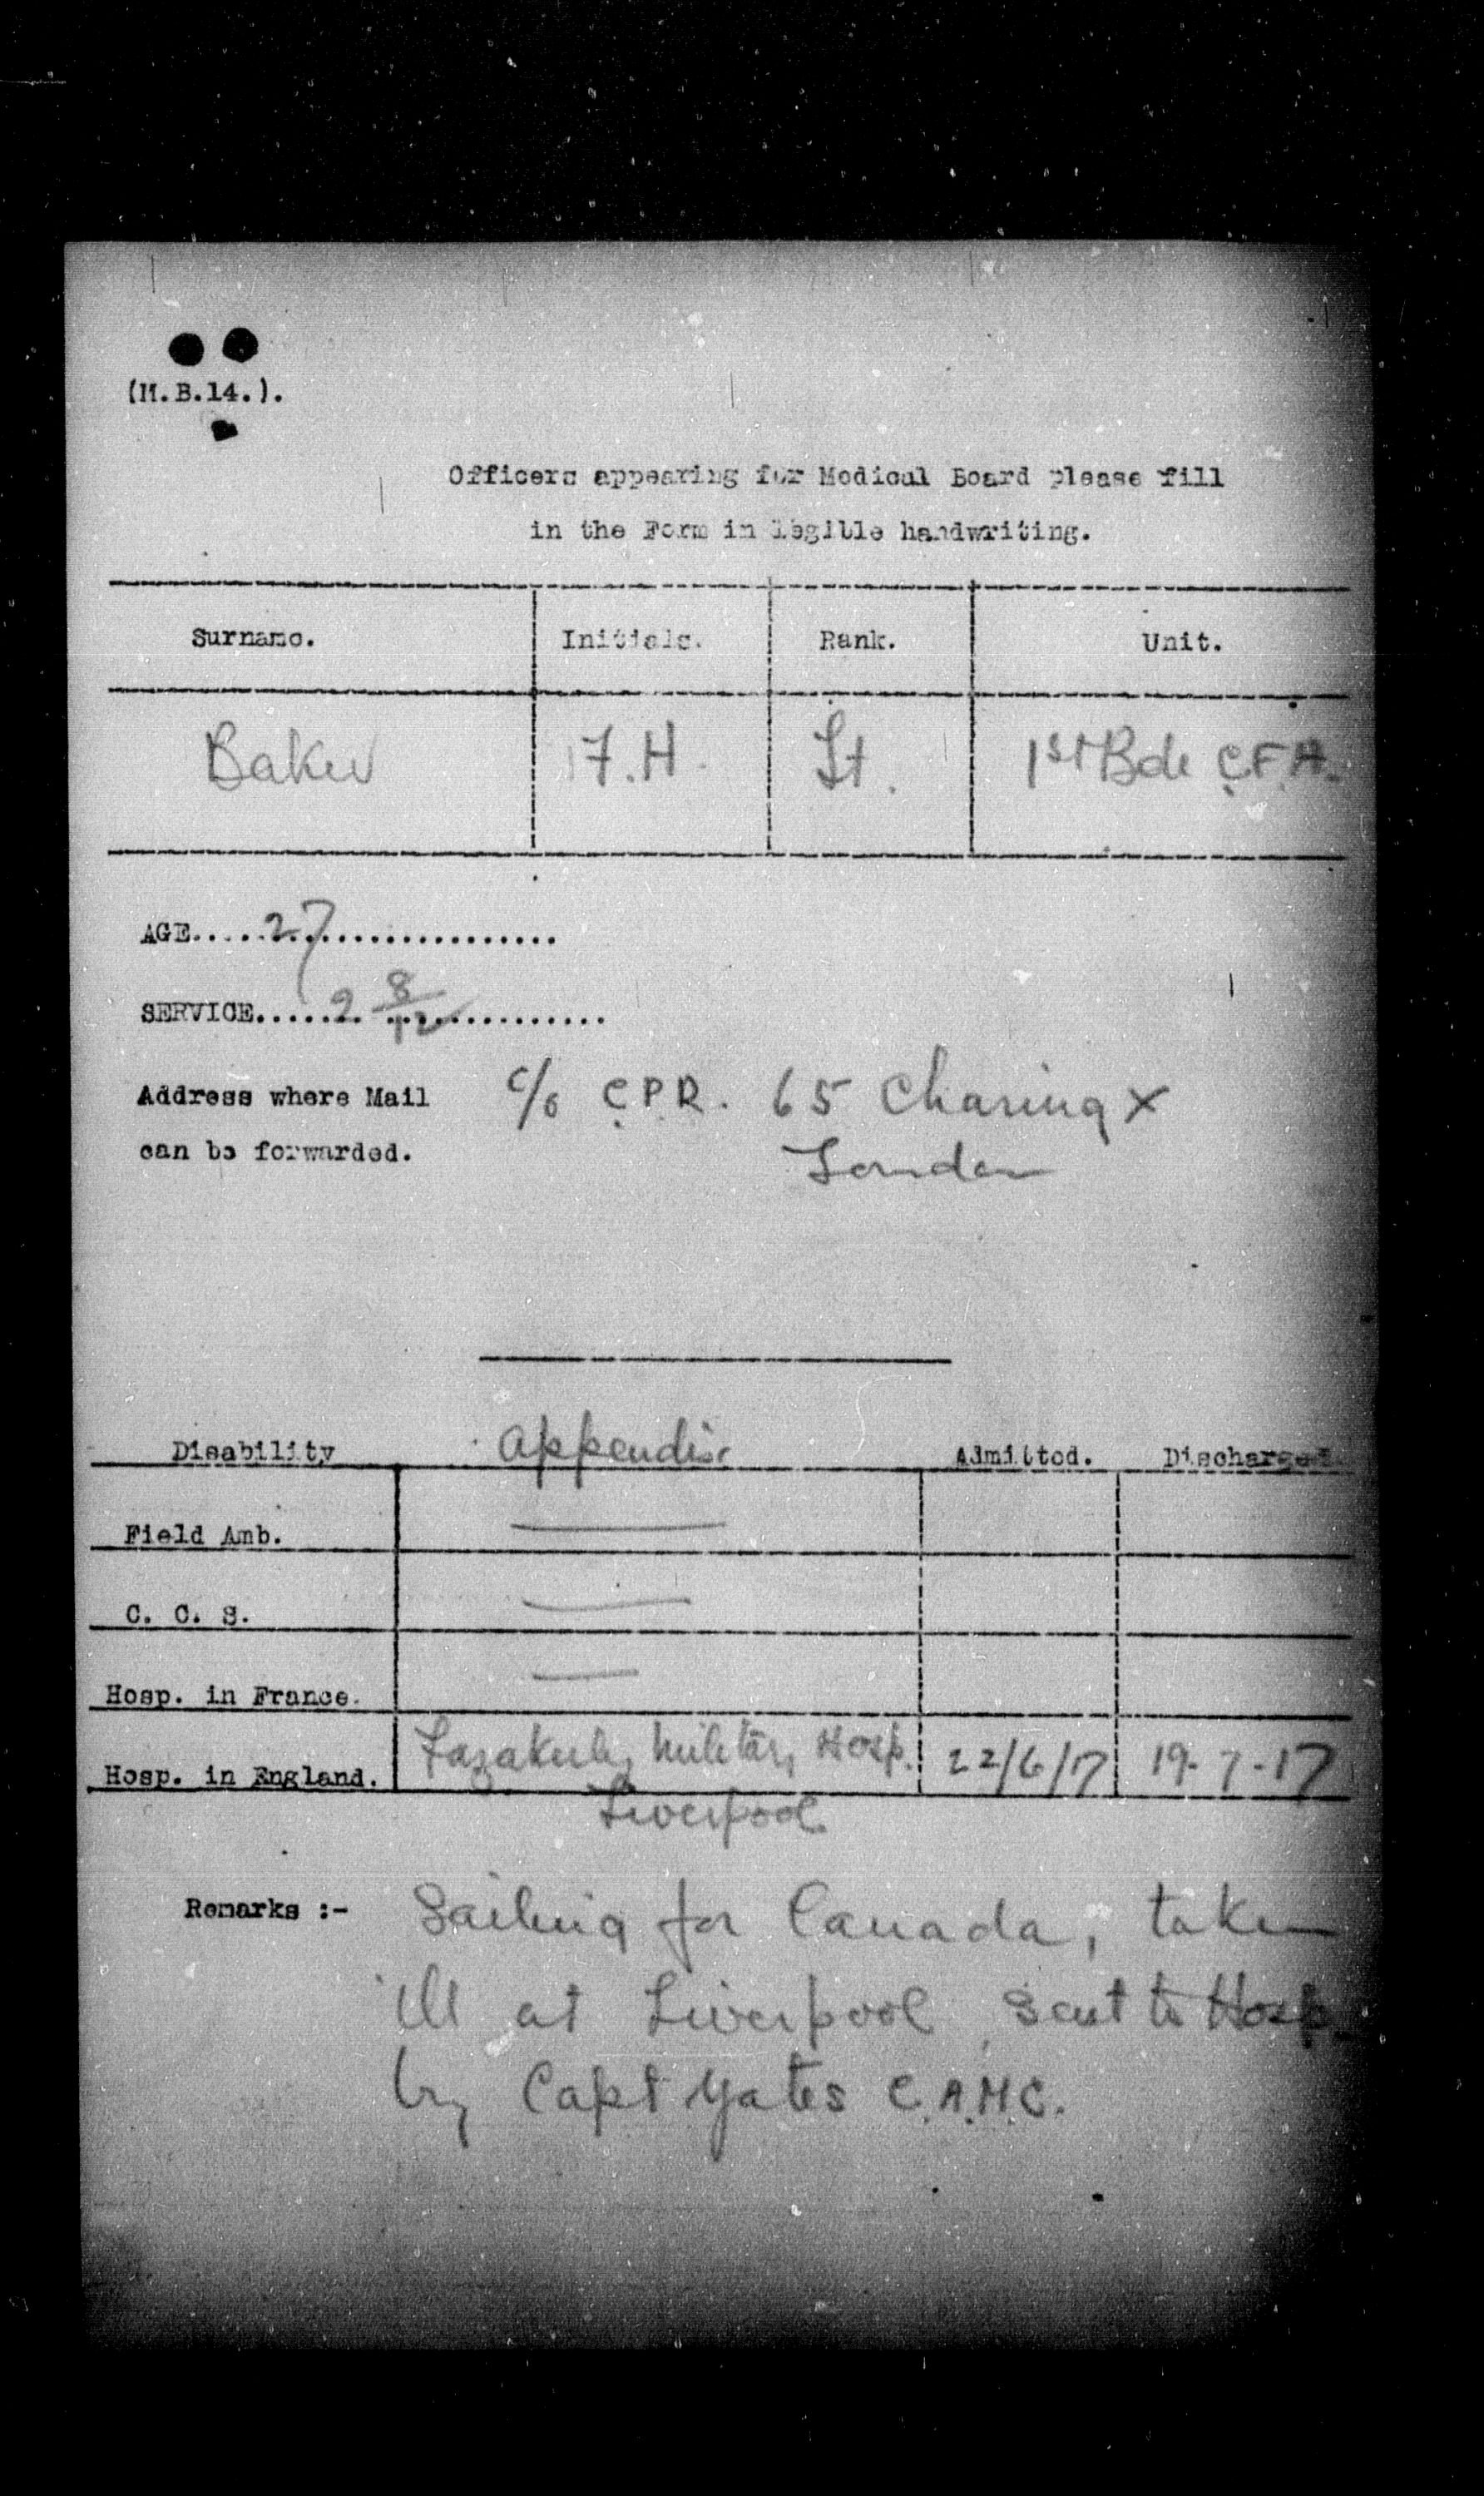 (M.B.14.).
Officers appearing for Medical Board please fill
in the Form in legible handwriting.
Surname. Initials. Rank. Unit.
Baker F.H. Lt. 1st Bde C.F.A.
AGE.....27..................
SERVICE.....2 8/12..............
Address where Mail c/o C.P.R. 65 Charing X
can be forwarded. London
Disability Appendix Admitted. Discharged.
Field Amb. —
C. C. S. —
Hosp. in France. —
Hosp. in England. Fazakerley Military Hosp. 22/6/17 19-7-17
Liverpool
Remarks :- Sailing for Canada, taken
ill at Liverpool, sent to Hosp.
by Capt Yates C.A.M.C.